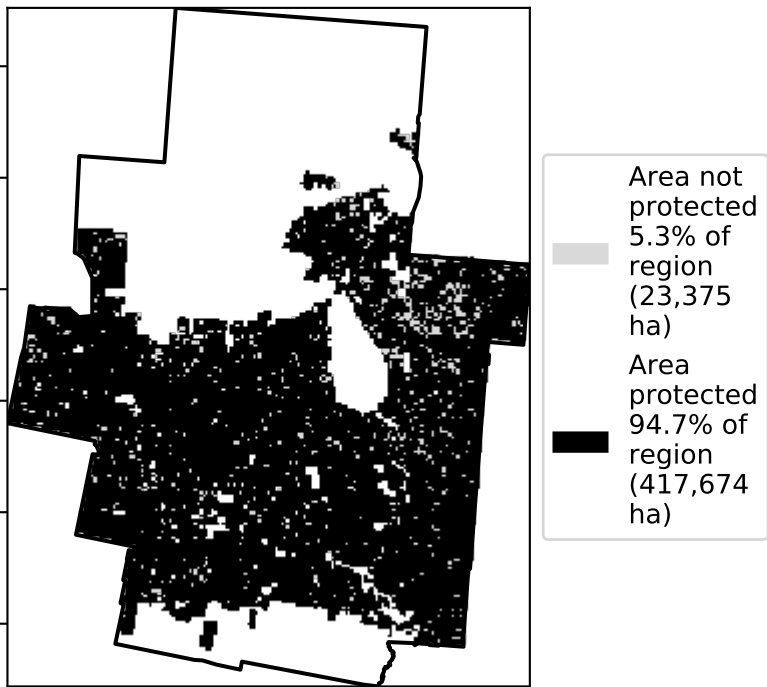 Area not
protected
5.3% of
region
(23,375
ha)
Area
protected
94.7% of
region
(417,674
ha)